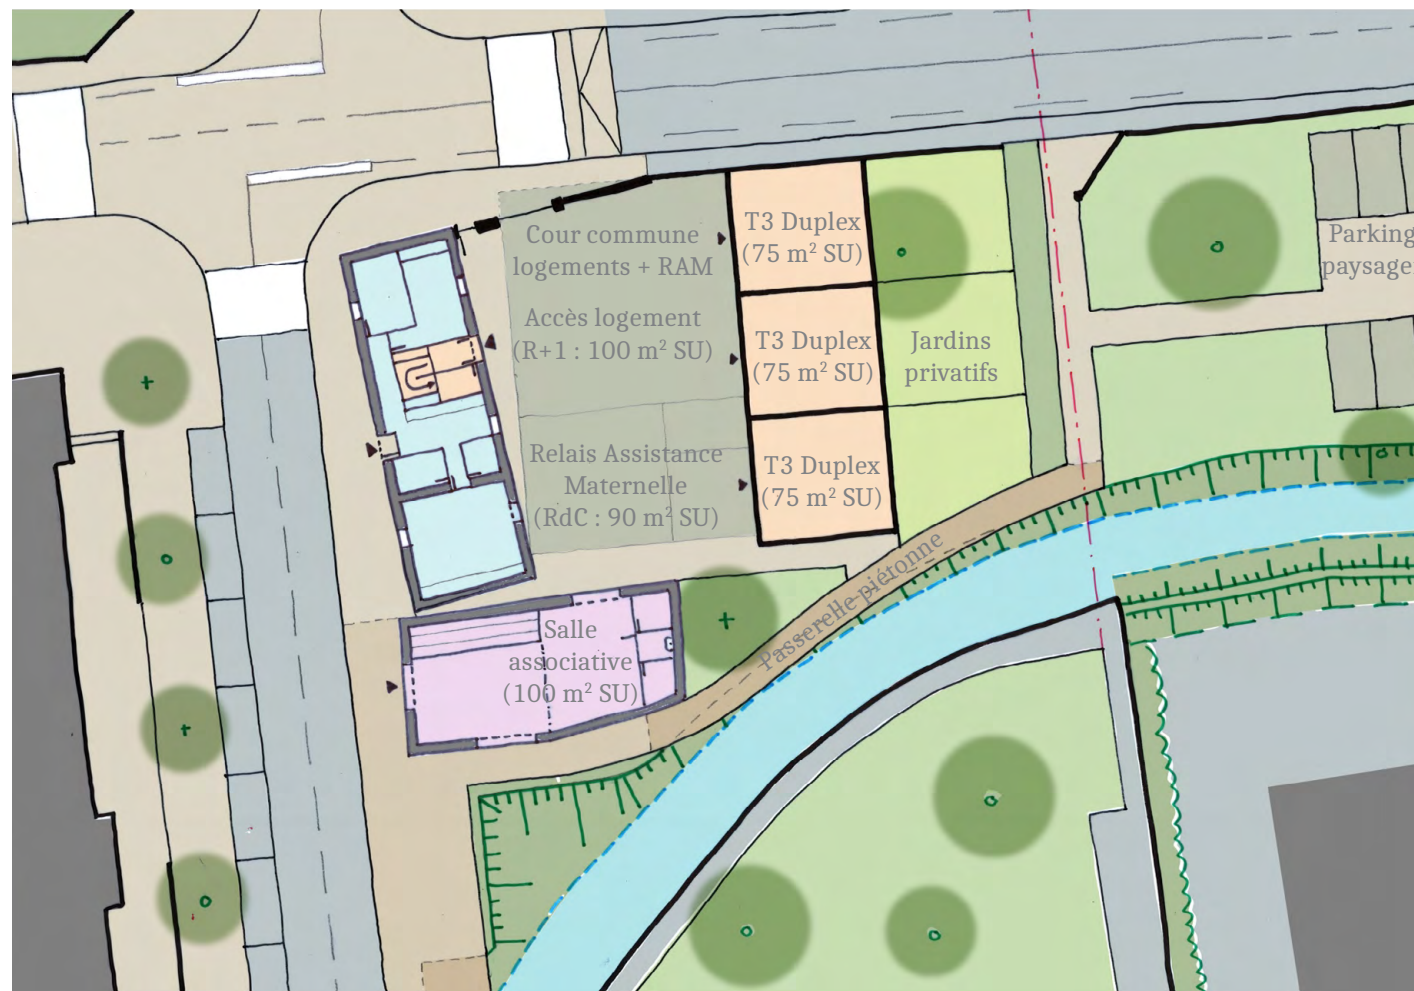 Cour commune
logements + RAM
Accès logement
(R+1 : 100 m² SU)
Relais Assistance
Maternelle
(RdC : 90 m² SU)
T3 Duplex
(75 m² SU)
T3 Duplex
(75 m² SU)
T3 Duplex
(75 m² SU)
Jardins
privatifs
Parking
paysager
Passerelle piétonne
Salle
associative
(100 m² SU)